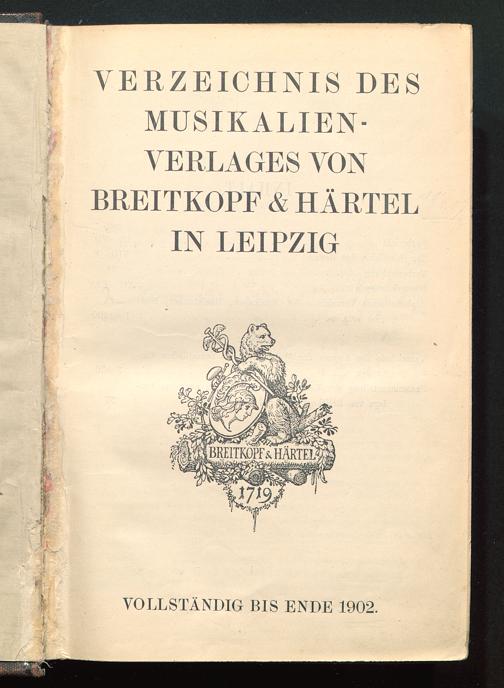 VERZEICHNIS DES
MUSIKALIEN-
VERLAGES VON
BREITKOPF & HÄRTEL
IN LEIPZIG
BREITKOPF & HÄRTEL
1719
VOLLSTÄNDIG BIS ENDE 1902.